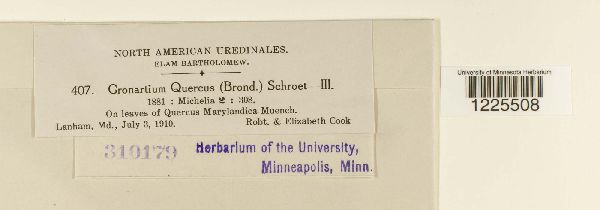 NORTH AMERICAN UREDINALES.
ELAM BARTHOLOMEW.
407. Cronartium Quercus (Brond.) Schroet—III.
1881 : Michelia 2 : 308.
On leaves of Quercus Marylandica Muench.
Lanham, Md., July 3, 1910. Robt. & Elizabeth Cook
310179 Herbarium of the University,
Minneapolis, Minn.
University of Minnesota Herbarium
1225508